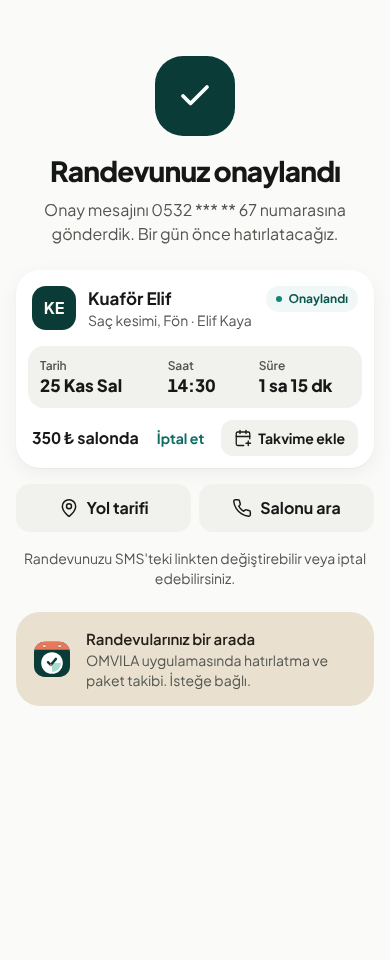 Randevunuz onaylandı
Onay mesajını 0532 *** ** 67 numarasına
gönderdik. Bir gün önce hatırlatacağız.
KE
Kuaför Elif
Onaylandı
Saç kesimi, Fön · Elif Kaya
Tarih
Saat
Süre
25 Kas Sal
14:30
1 sa 15 dk
350 ₺ salonda
İptal et
Takvime ekle
Yol tarifi
Salonu ara
Randevunuzu SMS'teki linkten değiştirebilir veya iptal
edebilirsiniz.
Randevularınız bir arada
OMVILA uygulamasında hatırlatma ve
paket takibi. İsteğe bağlı.